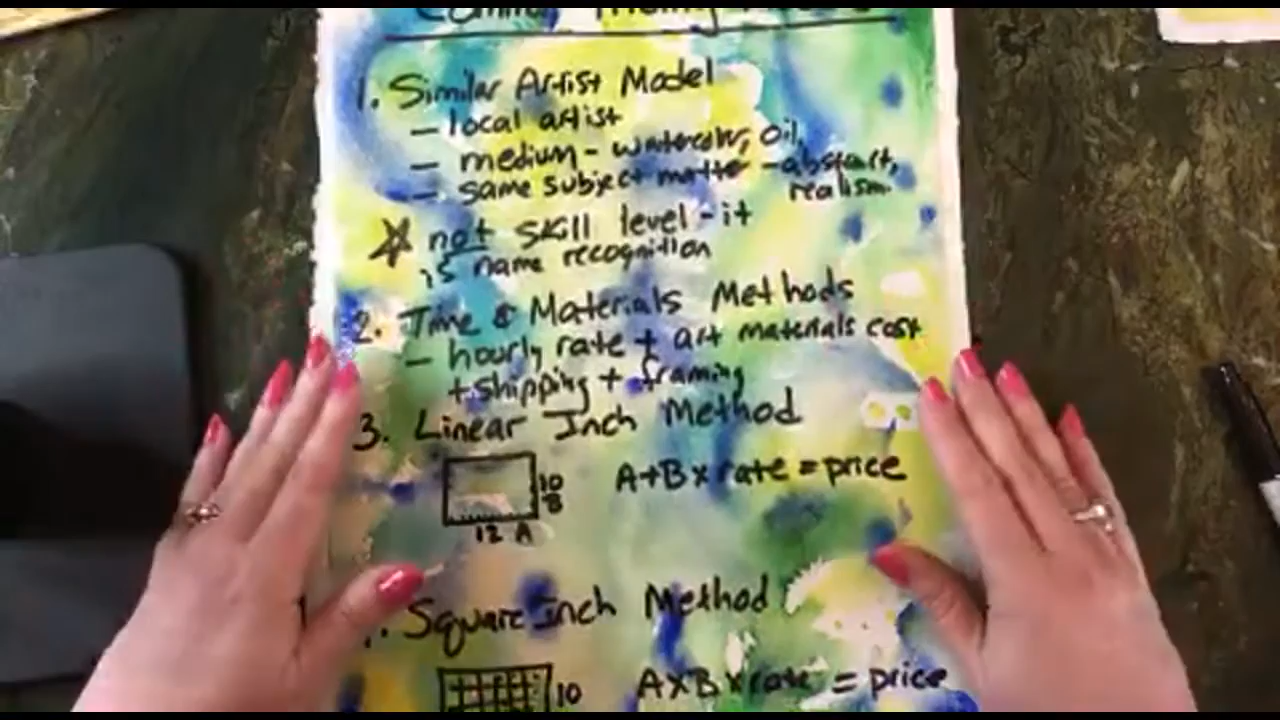 1. Similar Artist Model
- local artist
- medium - watercolor, oil,
- same subject matter - abstract,
realism
not skill level - it
is name recognition
2. Time & Materials Methods
- hourly rate + art materials cost
+ shipping + framing
3. Linear Inch Method
10
B
12 A
A+B x rate = price
Square Inch Method
10
A x B x rate = price